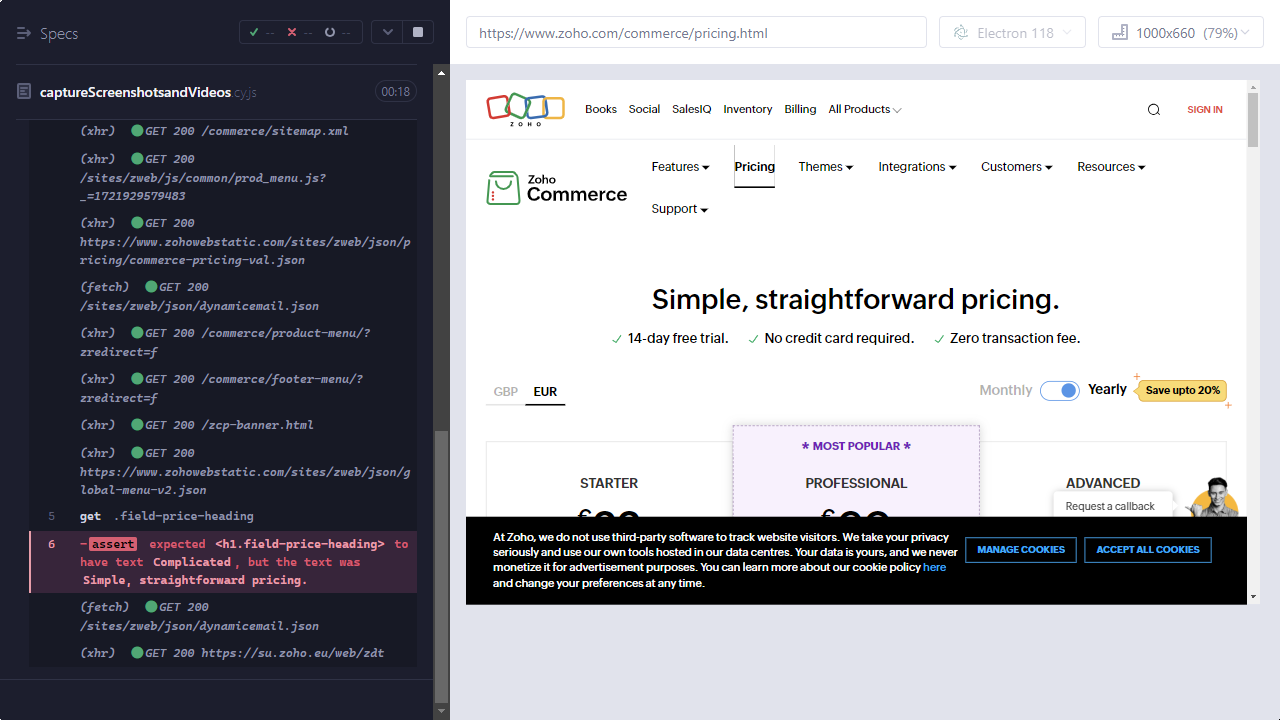 Specs
-- -- --
https://www.zoho.com/commerce/pricing.html
Electron 118
1000x660 (79%)
captureScreenshotsandVideos.cy.js
00:18
(xhr) GET 200 /commerce/sitemap.xml
(xhr) GET 200
/sites/zweb/js/common/prod_menu.js?
_=1721929579483
(xhr) GET 200
https://www.zohowebstatic.com/sites/zweb/json/p
ricing/commerce-pricing-val.json
(fetch) GET 200
/sites/zweb/json/dynamicemail.json
(xhr) GET 200 /commerce/product-menu/?
zredirect=f
(xhr) GET 200 /commerce/footer-menu/?
zredirect=f
(xhr) GET 200 /zcp-banner.html
(xhr) GET 200
https://www.zohowebstatic.com/sites/zweb/json/g
lobal-menu-v2.json
5 get .field-price-heading
6 -assert expected <h1.field-price-heading> to
have text Complicated, but the text was
Simple, straightforward pricing.
(fetch) GET 200
/sites/zweb/json/dynamicemail.json
(xhr) GET 200 https://su.zoho.eu/web/zdt
ZOHO
Books Social SalesIQ Inventory Billing All Products
SIGN IN
Zoho
Commerce
Features Pricing Themes Integrations Customers Resources
Support
Simple, straightforward pricing.
14-day free trial. No credit card required. Zero transaction fee.
GBP EUR
Monthly Yearly Save upto 20%
* MOST POPULAR *
STARTER PROFESSIONAL ADVANCED
Request a callback
At Zoho, we do not use third-party software to track website visitors. We take your privacy
seriously and use our own tools hosted in our data centres. Your data is yours, and we never
monetize it for advertisement purposes. You can learn more about our cookie policy here
and change your preferences at any time.
MANAGE COOKIES ACCEPT ALL COOKIES